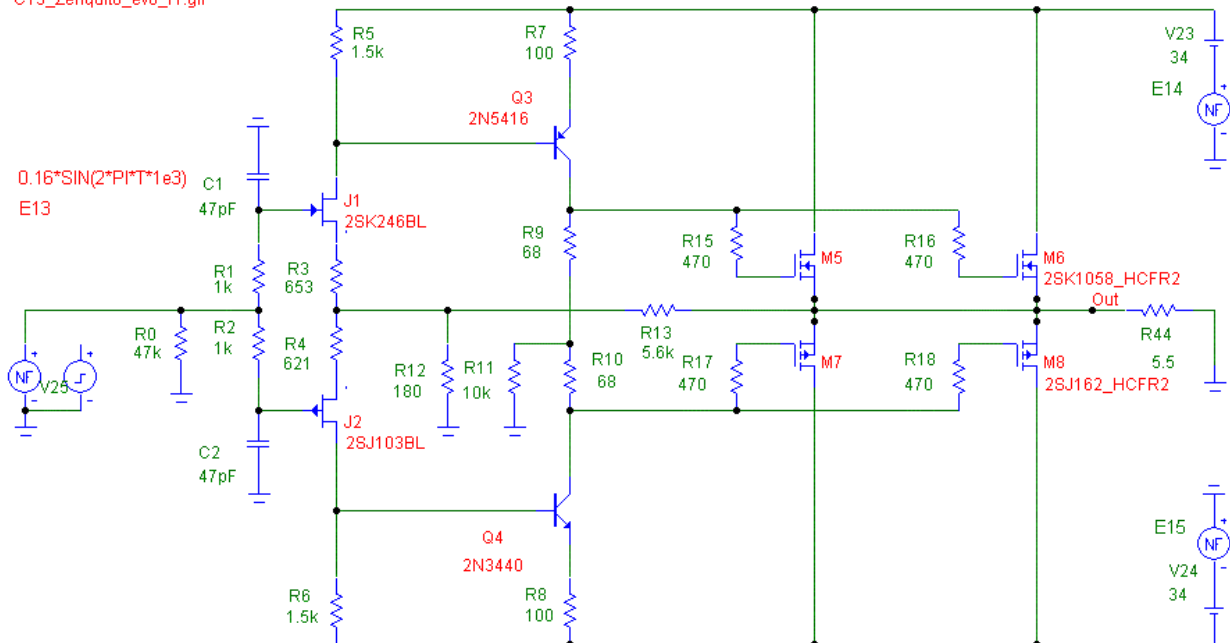 C13_Zenquito_evo_f1.gif
R5
1.5k
R7
100
V23
34
E14
NF
Q3
2N5416
0.16*SIN(2*PI*T*1e3)
E13
C1
47pF
J1
2SK246BL
R9
68
R15
470
M5
R16
470
M6
2SK1058_HCFR2
Out
R1
1k
R3
653
R0
47k
R2
1k
R4
621
R13
5.6k
R44
5.5
NF
V25
R12
180
R11
10k
R10
68
R17
470
M7
R18
470
M8
2SJ162_HCFR2
J2
2SJ103BL
C2
47pF
Q4
2N3440
E15
NF
V24
34
R6
1.5k
R8
100